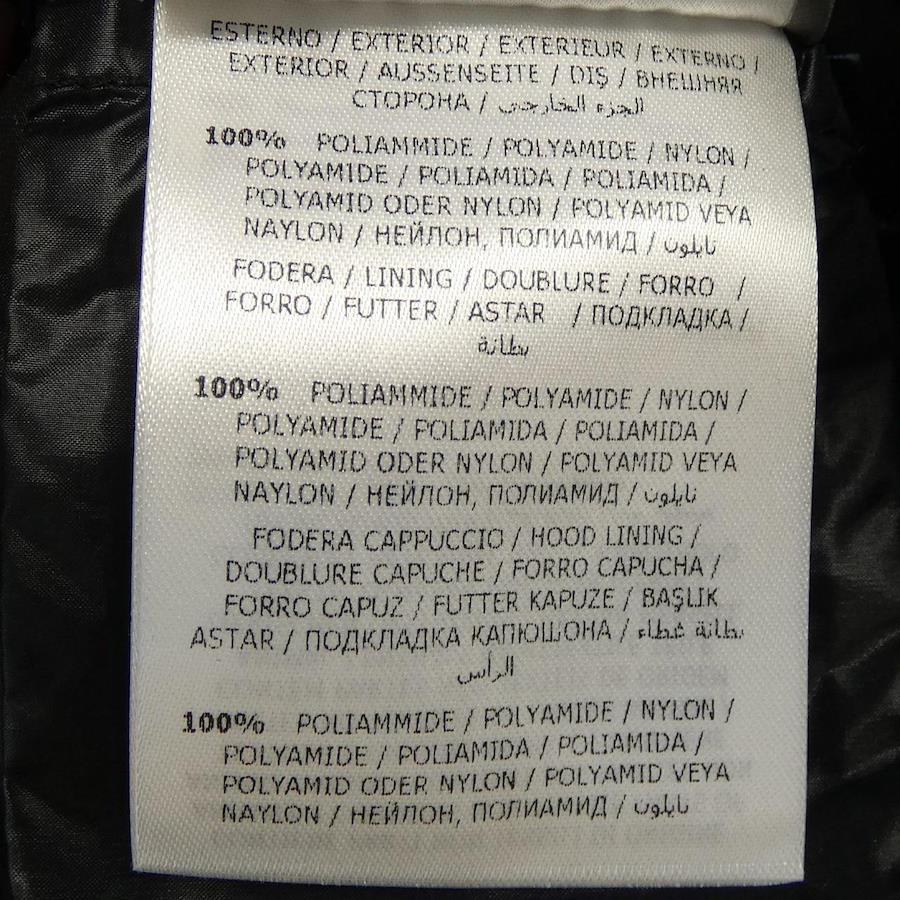 ESTERNO / EXTERIOR / EXTERIEUR / EXTERNO /
EXTERIOR / AUSSENSEITE / DIŞ / ВНЕШНЯЯ
СТОРОНА / الجزء الخارجي
100% POLIAMMIDE / POLYAMIDE / NYLON /
POLYAMIDE / POLIAMIDA / POLIAMIDA /
POLYAMID ODER NYLON / POLYAMID VEYA
NAYLON / НЕЙЛОН, ПОЛИАМИД / نايلون
FODERA / LINING / DOUBLURE / FORRO /
FORRO / FUTTER / ASTAR / ПОДКЛАДКА /
بطانة
100% POLIAMMIDE / POLYAMIDE / NYLON /
POLYAMIDE / POLIAMIDA / POLIAMIDA /
POLYAMID ODER NYLON / POLYAMID VEYA
NAYLON / НЕЙЛОН, ПОЛИАМИД / نايلون
FODERA CAPPUCCIO / HOOD LINING /
DOUBLURE CAPUCHE / FORRO CAPUCHA /
FORRO CAPUZ / FUTTER KAPUZE / BAŞLIK
ASTAR / ПОДКЛАДКА КАПЮШОНА / بطانة غطاء
الرأس
100% POLIAMMIDE / POLYAMIDE / NYLON /
POLYAMIDE / POLIAMIDA / POLIAMIDA /
POLYAMID ODER NYLON / POLYAMID VEYA
NAYLON / НЕЙЛОН, ПОЛИАМИД / نايلون